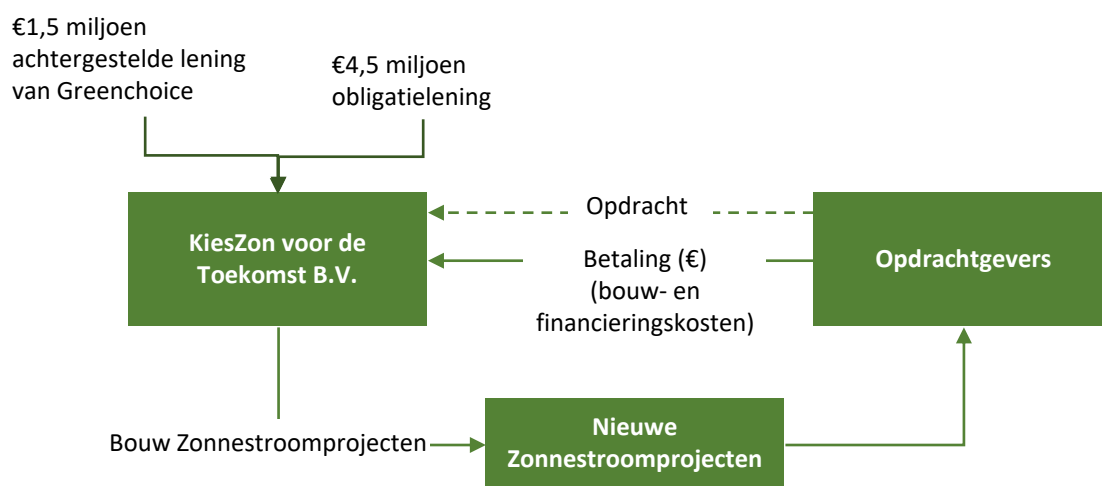 €1,5 miljoen
achtergestelde lening
van Greenchoice
€4,5 miljoen
obligatielening
KiesZon voor de
Toekomst B.V.
Opdracht
Betaling (€)
(bouw- en
financieringskosten)
Opdrachtgevers
Bouw Zonnestroomprojecten
Nieuwe
Zonnestroomprojecten